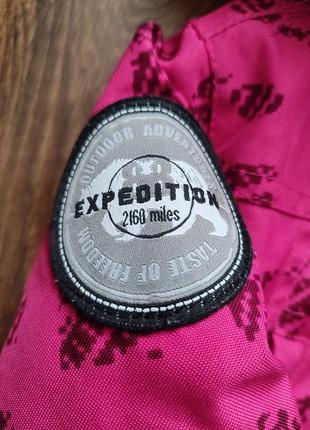 OUTDOOR ADVENTURE
EXPEDITION
2160 miles
TASTE OF FREEDOM